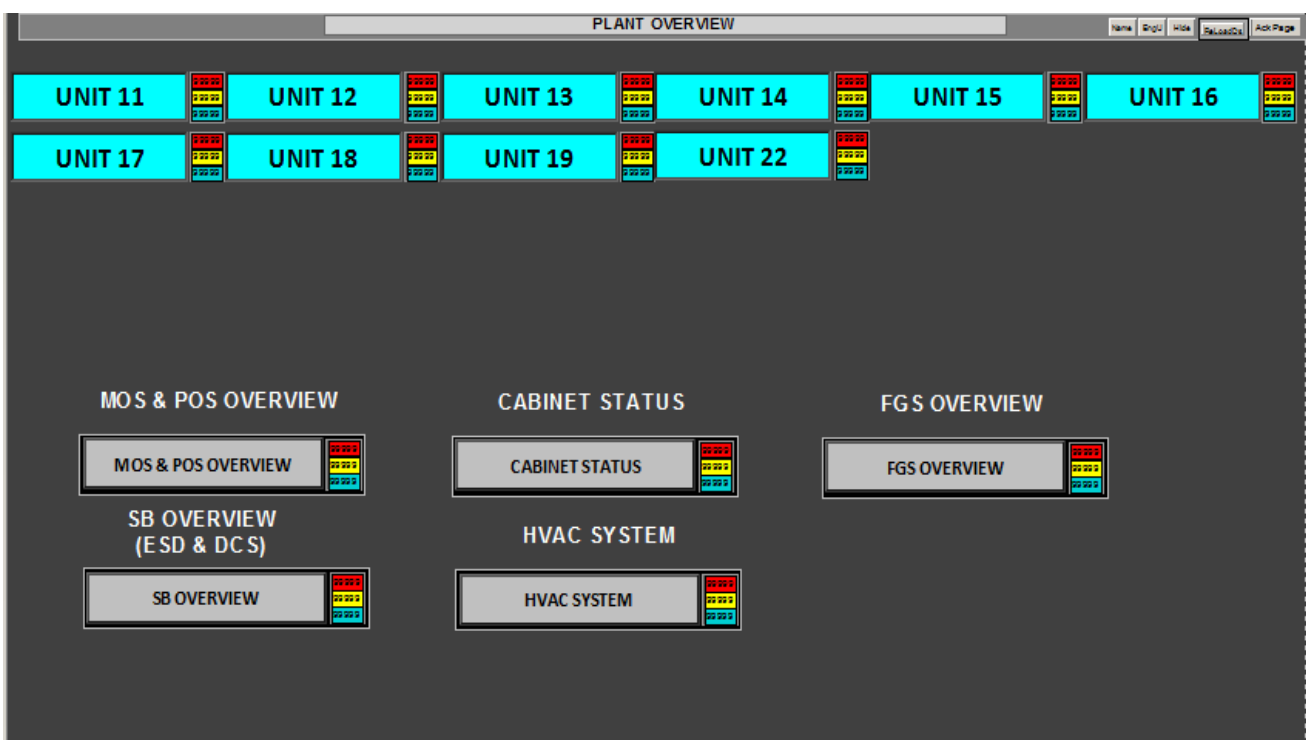 PLANT OVERVIEW
Name EngU Hide ReLoadDs Ack Page
UNIT 11 UNIT 12 UNIT 13 UNIT 14 UNIT 15 UNIT 16
UNIT 17 UNIT 18 UNIT 19 UNIT 22
MOS & POS OVERVIEW CABINET STATUS FGS OVERVIEW
MOS & POS OVERVIEW CABINET STATUS FGS OVERVIEW
SB OVERVIEW
(ESD & DCS)
HVAC SYSTEM
SB OVERVIEW HVAC SYSTEM